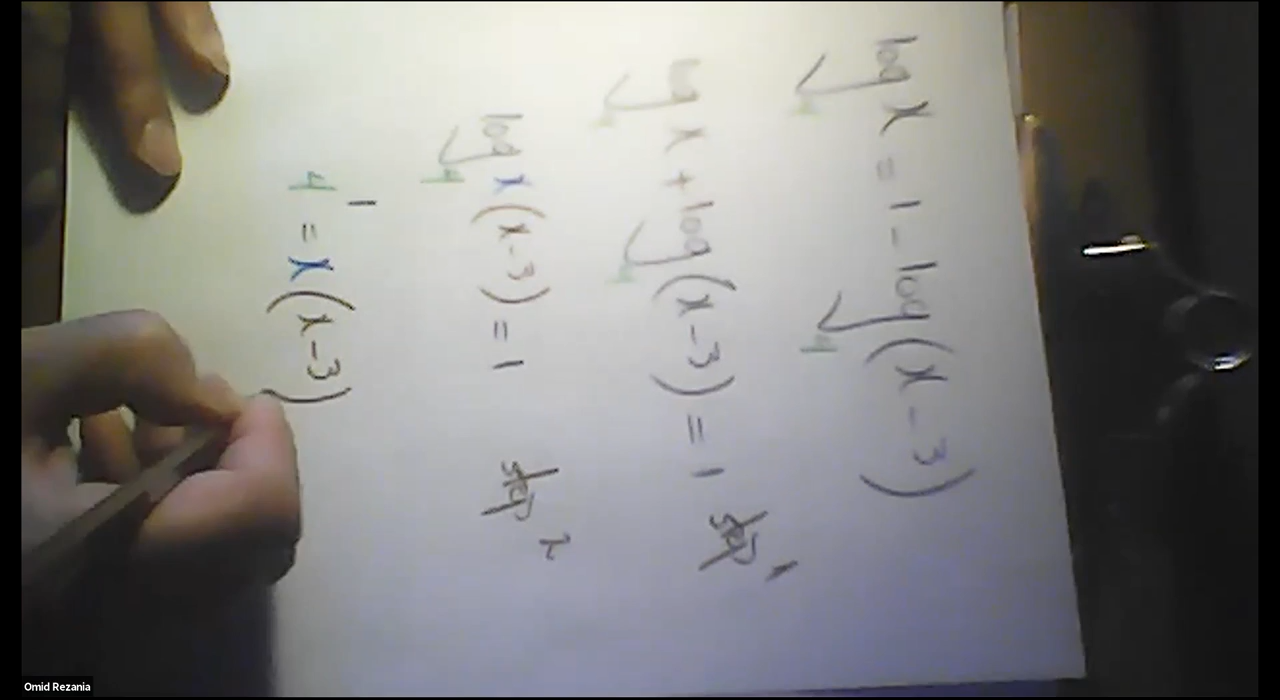 log₄ x = 1 - log₄ (x - 3)
log₄ x + log₄ (x - 3) = 1 step 1
log₄ x (x - 3) = 1 step 2
4¹ = x (x - 3)
Omid Rezania